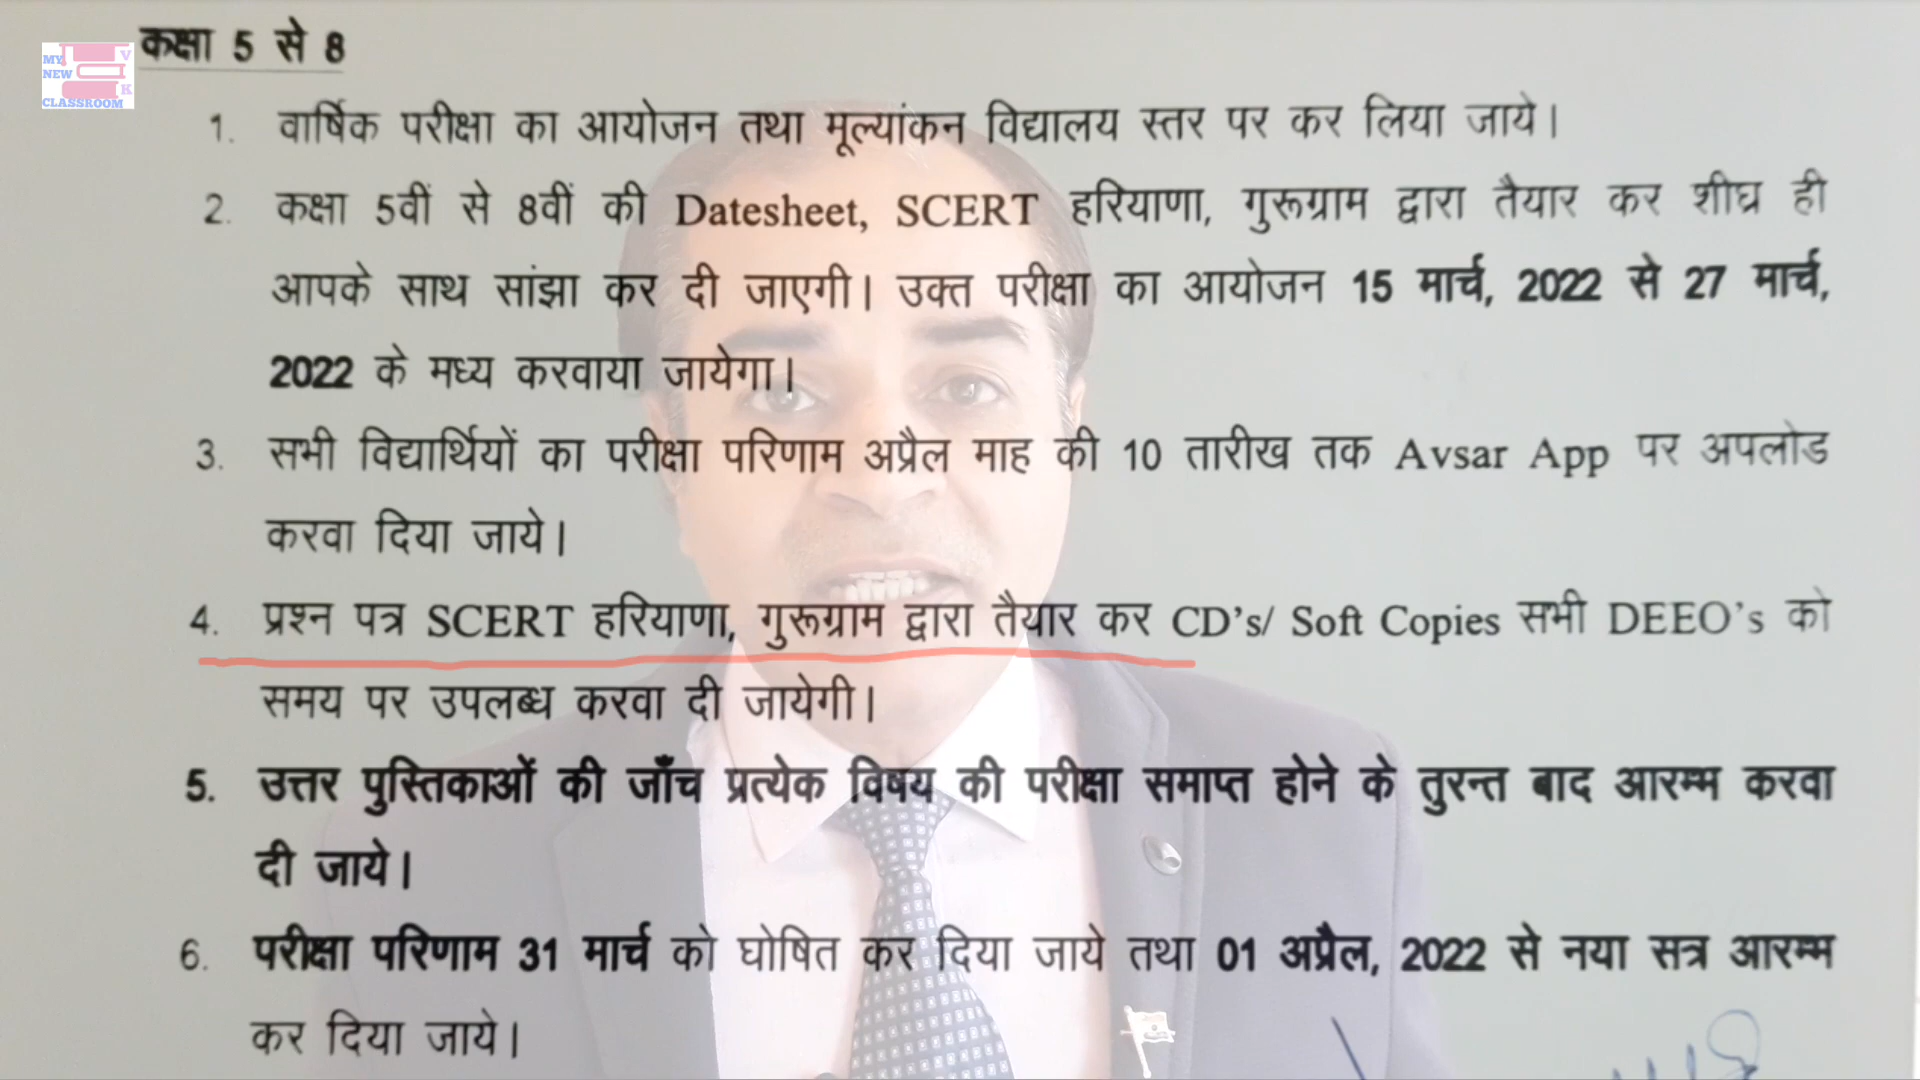 कक्षा 5 से 8
MY V
NEW
K
CLASSROOM
1. वार्षिक परीक्षा का आयोजन तथा मूल्यांकन विद्यालय स्तर पर कर लिया जाये।
2. कक्षा 5वीं से 8वीं की Datesheet, SCERT हरियाणा, गुरूग्राम द्वारा तैयार कर शीघ्र ही
आपके साथ सांझा कर दी जाएगी। उक्त परीक्षा का आयोजन 15 मार्च, 2022 से 27 मार्च,
2022 के मध्य करवाया जायेगा।
3. सभी विद्यार्थियों का परीक्षा परिणाम अप्रैल माह की 10 तारीख तक Avsar App पर अपलोड
करवा दिया जाये।
4. प्रश्न पत्र SCERT हरियाणा, गुरूग्राम द्वारा तैयार कर CD's/ Soft Copies सभी DEEO's को
समय पर उपलब्ध करवा दी जायेगी।
5. उत्तर पुस्तिकाओं की जाँच प्रत्येक विषय की परीक्षा समाप्त होने के तुरन्त बाद आरम्भ करवा
दी जाये।
6. परीक्षा परिणाम 31 मार्च को घोषित कर दिया जाये तथा 01 अप्रैल, 2022 से नया सत्र आरम्भ
कर दिया जाये।